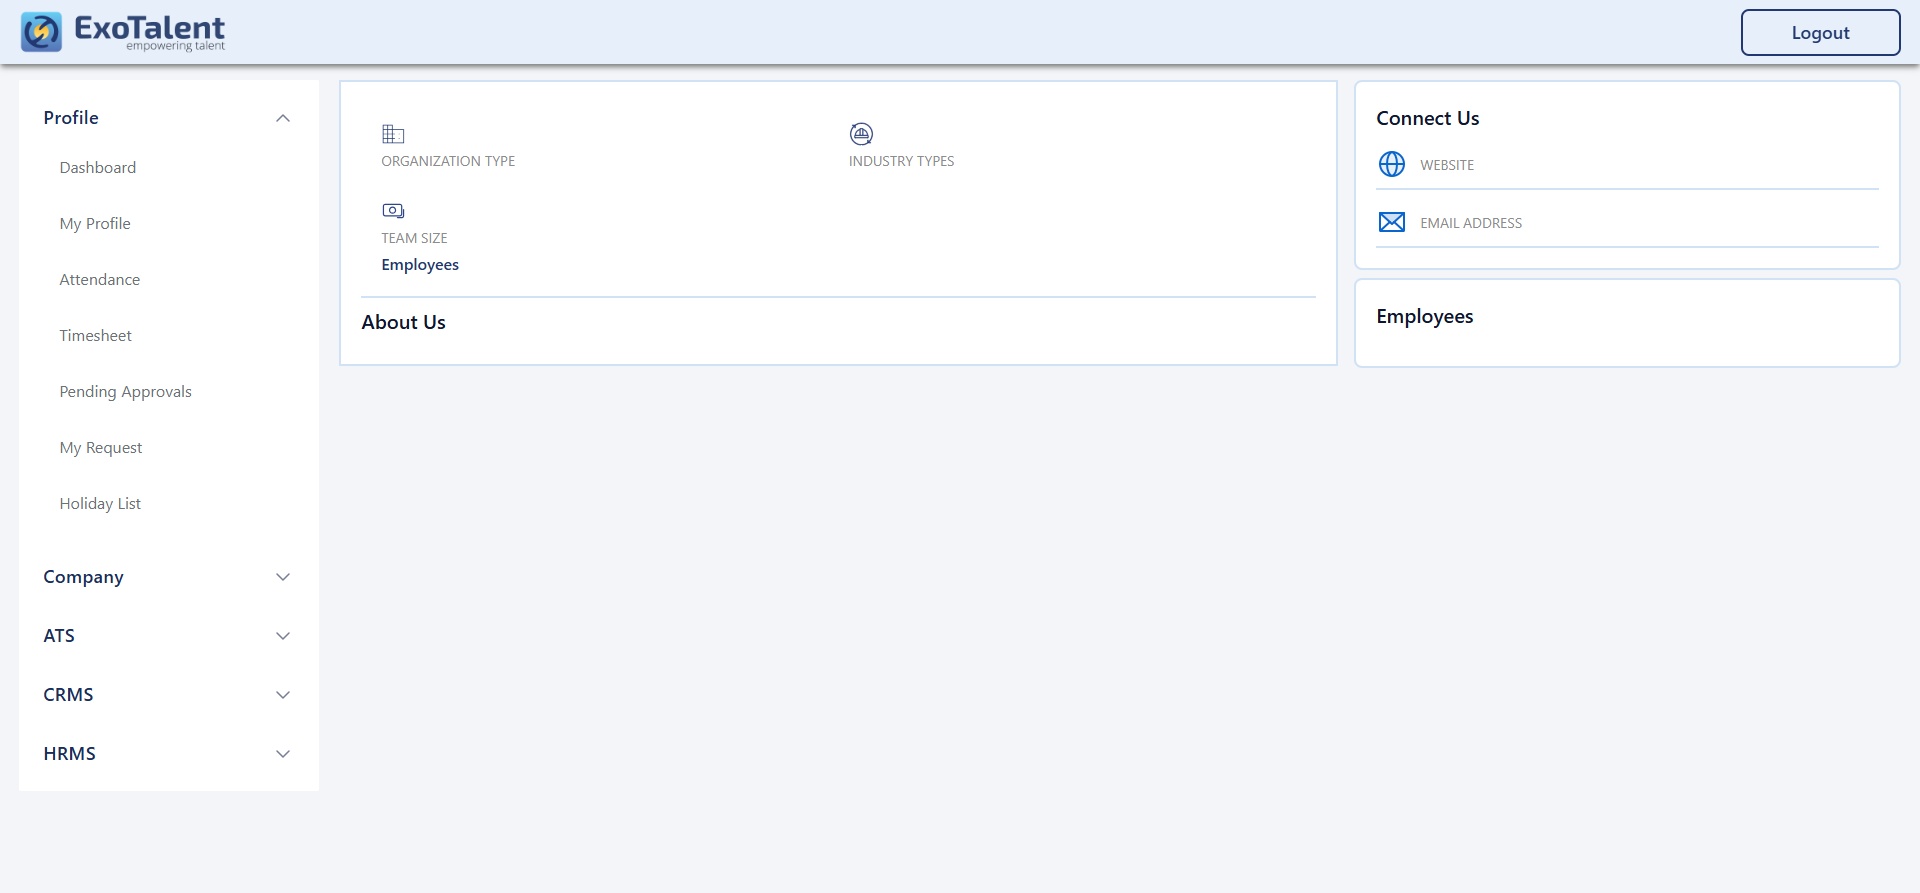 ExoTalent
empowering talent
Logout
Profile
Dashboard
My Profile
Attendance
Timesheet
Pending Approvals
My Request
Holiday List
Company
ATS
CRMS
HRMS
ORGANIZATION TYPE
INDUSTRY TYPES
TEAM SIZE
Employees
About Us
Connect Us
WEBSITE
EMAIL ADDRESS
Employees